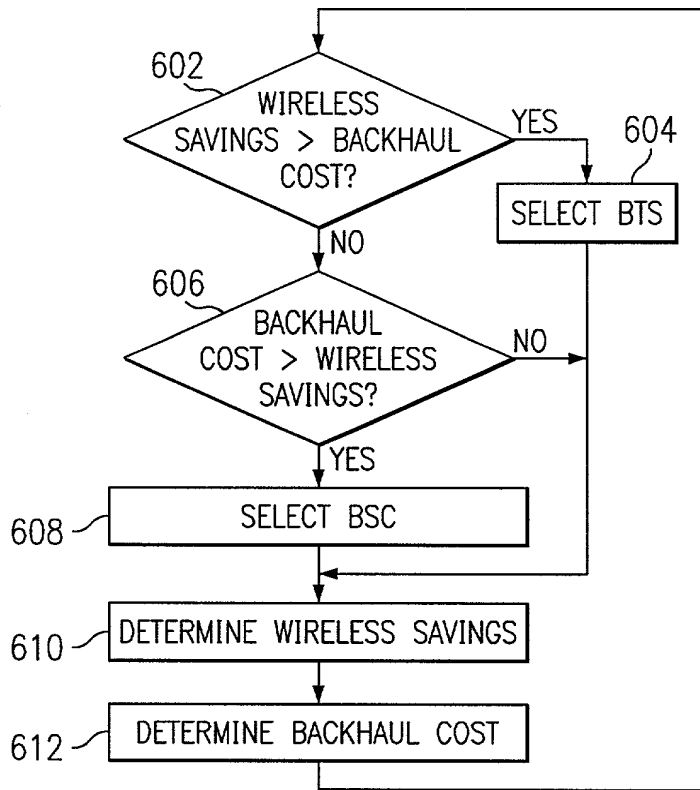 602
WIRELESS
SAVINGS > BACKHAUL
COST?
YES
604
SELECT BTS
NO
606
BACKHAUL
COST > WIRELESS
SAVINGS?
NO
YES
608
SELECT BSC
610
DETERMINE WIRELESS SAVINGS
612
DETERMINE BACKHAUL COST